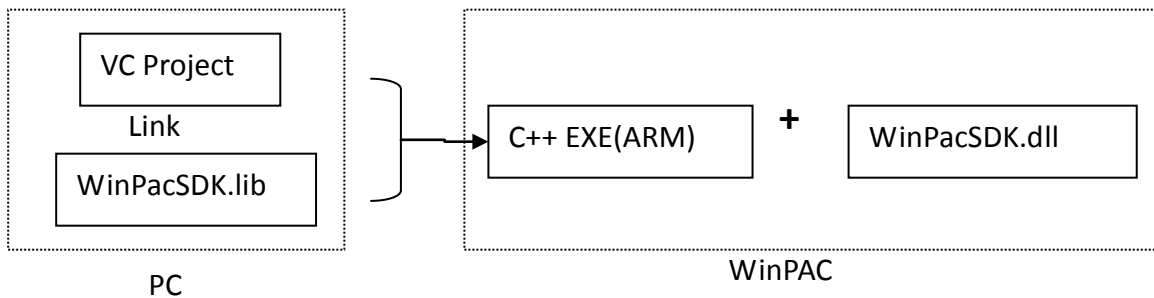 VC Project
Link
WinPacSDK.lib
PC
C++ EXE(ARM)
+
WinPacSDK.dll
WinPAC